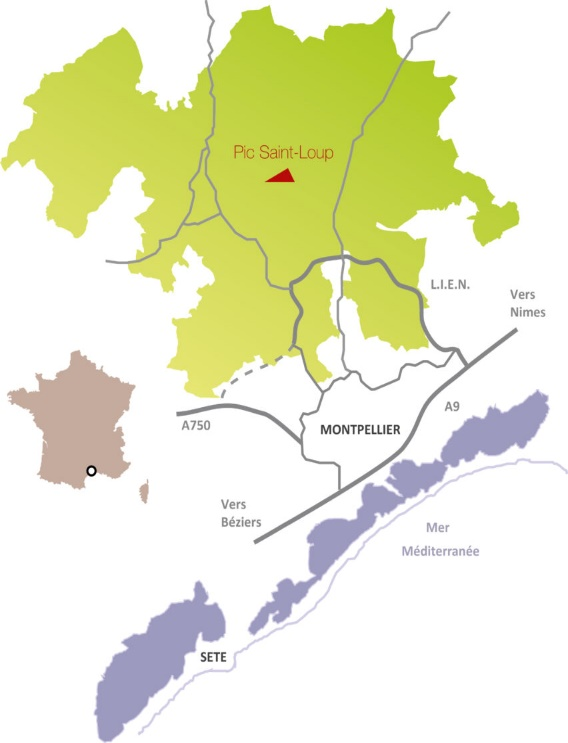 Pic Saint-Loup
L.I.E.N.
Vers
Nimes
A9
A750
MONTPELLIER
Vers
Béziers
Mer
Méditerranée
SETE